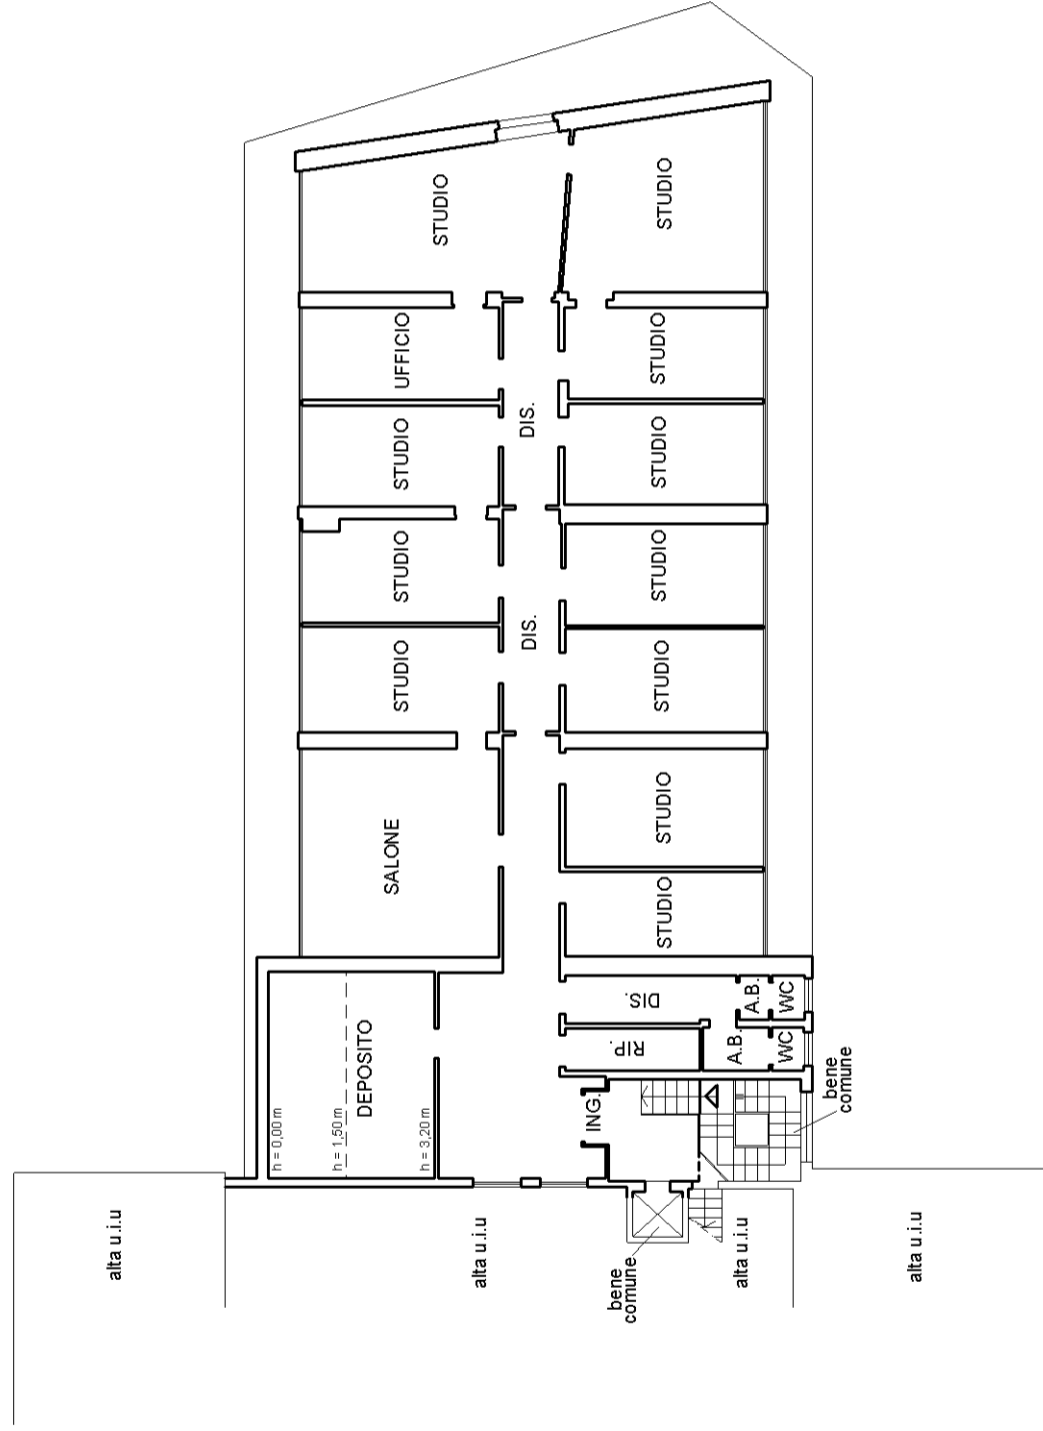 STUDIO
STUDIO
UFFICIO
STUDIO
DIS.
STUDIO
STUDIO
STUDIO
STUDIO
DIS.
STUDIO
STUDIO
SALONE
STUDIO
STUDIO
DIS.
A.B.
WC
RIP.
A.B.
WC
DEPOSITO
h = 0,00 m
h = 1,50 m
h = 3,20 m
ING.
bene
comune
alta u.i.u
alta u.i.u
bene
comune
alta u.i.u
alta u.i.u